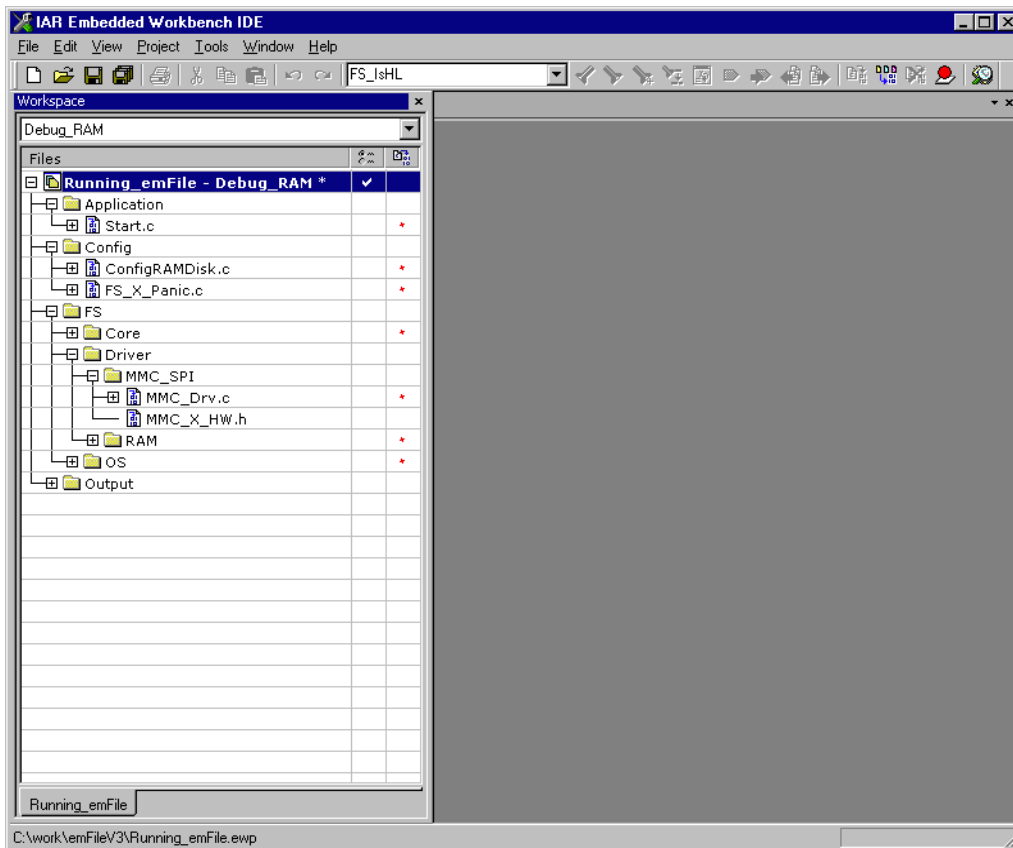 IAR Embedded Workbench IDE
File Edit View Project Tools Window Help
FS_IsHL
Workspace
Debug_RAM
Files
Running_emFile - Debug_RAM *
Application
Start.c
Config
ConfigRAMDisk.c
FS_X_Panic.c
FS
Core
Driver
MMC_SPI
MMC_Drv.c
MMC_X_HW.h
RAM
OS
Output
Running_emFile
C:\work\emFileV3\Running_emFile.ewp